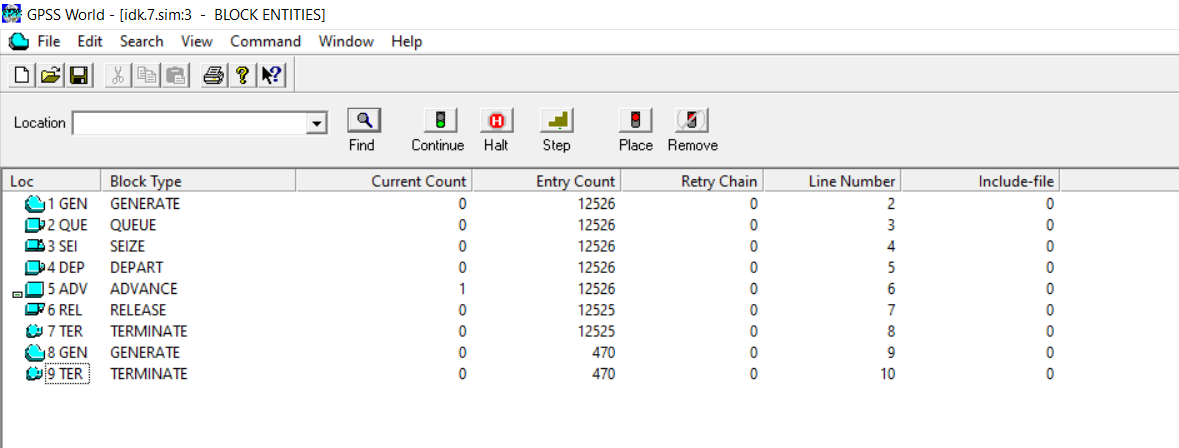 GPSS World - [idk.7.sim:3 - BLOCK ENTITIES]
File Edit Search View Command Window Help
Location
Find Continue Halt Step Place Remove
Loc Block Type Current Count Entry Count Retry Chain Line Number Include-file
1 GEN GENERATE 0 12526 0 2 0
2 QUE QUEUE 0 12526 0 3 0
3 SEI SEIZE 0 12526 0 4 0
4 DEP DEPART 0 12526 0 5 0
5 ADV ADVANCE 1 12526 0 6 0
6 REL RELEASE 0 12525 0 7 0
7 TER TERMINATE 0 12525 0 8 0
8 GEN GENERATE 0 470 0 9 0
9 TER TERMINATE 0 470 0 10 0